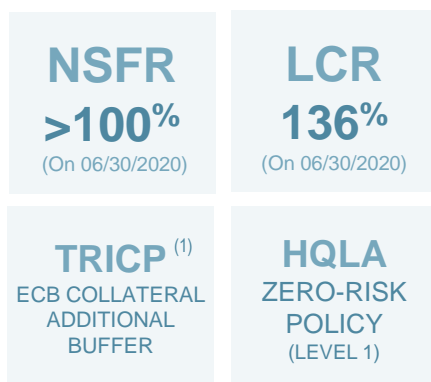 NSFR
>100%
(On 06/30/2020)
LCR
136%
(On 06/30/2020)
TRICP (1)
ECB COLLATERAL
ADDITIONAL
BUFFER
HQLA
ZERO-RISK
POLICY
(LEVEL 1)